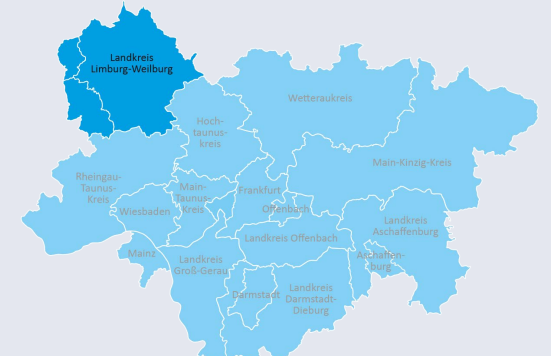 Landkreis
Limburg-Weilburg
Wetteraukreis
Hoch-
taunus-
kreis
Main-Kinzig-Kreis
Rheingau-
Taunus-
Kreis
Main-
Taunus-
Kreis
Frankfurt
Wiesbaden
Offenbach
Landkreis
Aschaffenburg
Landkreis Offenbach
Mainz
Landkreis
Groß-Gerau
Aschaffen-
burg
Darmstadt
Landkreis
Darmstadt-
Dieburg